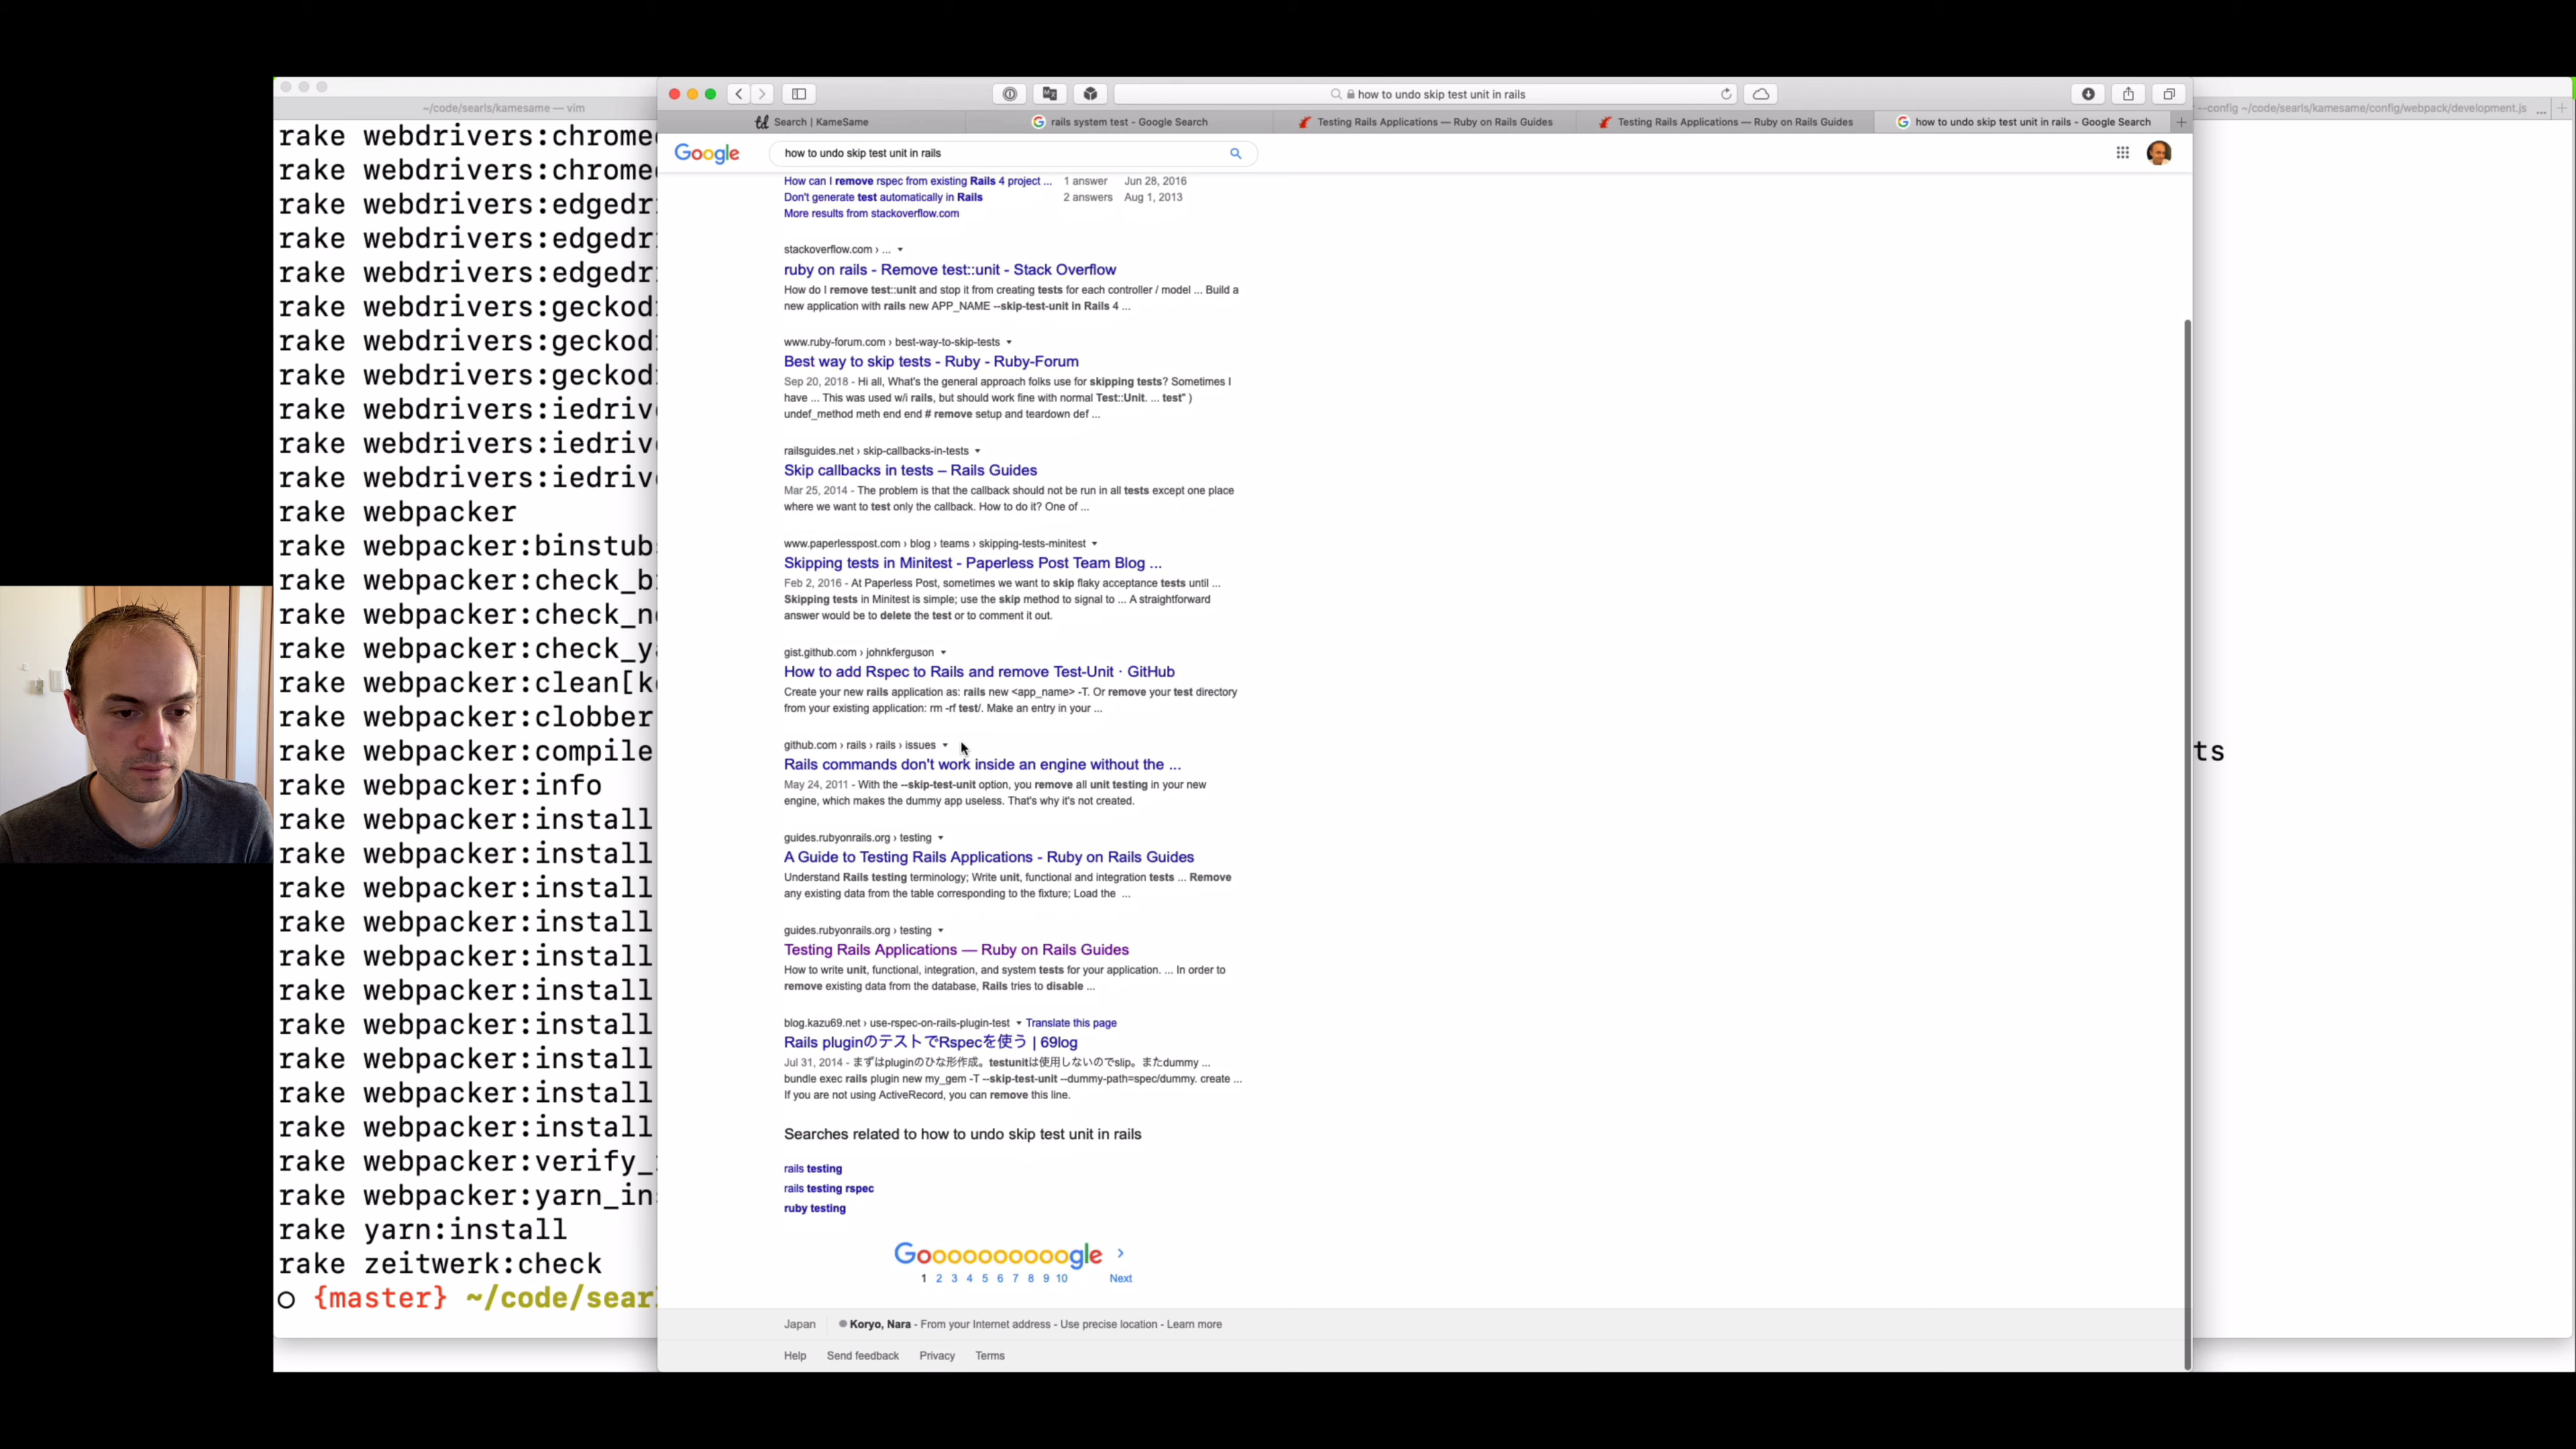 ~/code/searls/kamesame — vim
--config ~/code/searls/kamesame/config/webpack/development.js ...
how to undo skip test unit in rails
Search | KameSame
rails system test - Google Search
Testing Rails Applications — Ruby on Rails Guides
Testing Rails Applications — Ruby on Rails Guides
how to undo skip test unit in rails - Google Search
Google
how to undo skip test unit in rails
How can I remove rspec from existing Rails 4 project ... 1 answer Jun 28, 2016
Don't generate test automatically in Rails 2 answers Aug 1, 2013
More results from stackoverflow.com
stackoverflow.com › ...
ruby on rails - Remove test::unit - Stack Overflow
How do I remove test::unit and stop it from creating tests for each controller / model ... Build a
new application with rails new APP_NAME --skip-test-unit in Rails 4 ...
www.ruby-forum.com › best-way-to-skip-tests
Best way to skip tests - Ruby - Ruby-Forum
Sep 20, 2018 - Hi all, What's the general approach folks use for skipping tests? Sometimes I
have ... This was used w/i rails, but should work fine with normal Test::Unit. ... test" )
undef_method meth end end # remove setup and teardown def ...
railsguides.net › skip-callbacks-in-tests
Skip callbacks in tests – Rails Guides
Mar 25, 2014 - The problem is that the callback should not be run in all tests except one place
where we want to test only the callback. How to do it? One of ...
www.paperlesspost.com › blog › teams › skipping-tests-minitest
Skipping tests in Minitest - Paperless Post Team Blog ...
Feb 2, 2016 - At Paperless Post, sometimes we want to skip flaky acceptance tests until ...
Skipping tests in Minitest is simple; use the skip method to signal to ... A straightforward
answer would be to delete the test or to comment it out.
gist.github.com › johnkferguson
How to add Rspec to Rails and remove Test-Unit · GitHub
Create your new rails application as: rails new <app_name> -T. Or remove your test directory
from your existing application: rm -rf test/. Make an entry in your ...
github.com › rails › rails › issues
Rails commands don't work inside an engine without the ...
May 24, 2011 - With the --skip-test-unit option, you remove all unit testing in your new
engine, which makes the dummy app useless. That's why it's not created.
guides.rubyonrails.org › testing
A Guide to Testing Rails Applications - Ruby on Rails Guides
Understand Rails testing terminology; Write unit, functional and integration tests ... Remove
any existing data from the table corresponding to the fixture; Load the ...
guides.rubyonrails.org › testing
Testing Rails Applications — Ruby on Rails Guides
How to write unit, functional, integration, and system tests for your application. ... In order to
remove existing data from the database, Rails tries to disable ...
blog.kazu69.net › use-rspec-on-rails-plugin-test Translate this page
Rails pluginのテストでRspecを使う | 69log
Jul 31, 2014 - まずはpluginのひな形作成。testunitは使用しないのでslip。またdummy ...
bundle exec rails plugin new my_gem -T --skip-test-unit --dummy-path=spec/dummy. create ...
If you are not using ActiveRecord, you can remove this line.
Searches related to how to undo skip test unit in rails
rails testing
rails testing rspec
ruby testing
Goooooooooogle
1 2 3 4 5 6 7 8 9 10 Next
Japan Koryo, Nara - From your Internet address - Use precise location - Learn more
Help Send feedback Privacy Terms
rake webdrivers:chrome
rake webdrivers:chrome
rake webdrivers:edgedr
rake webdrivers:edgedr
rake webdrivers:edgedr
rake webdrivers:geckod
rake webdrivers:geckod
rake webdrivers:geckod
rake webdrivers:iedriv
rake webdrivers:iedriv
rake webdrivers:iedriv
rake webpacker
rake webpacker:binstub
rake webpacker:check_b
rake webpacker:check_n
rake webpacker:check_y
rake webpacker:clean[k
rake webpacker:clobber
rake webpacker:compile
rake webpacker:info
rake webpacker:install
rake webpacker:install
rake webpacker:install
rake webpacker:install
rake webpacker:install
rake webpacker:install
rake webpacker:install
rake webpacker:install
rake webpacker:install
rake webpacker:install
rake webpacker:verify_
rake webpacker:yarn_in
rake yarn:install
rake zeitwerk:check
{master} ~/code/sear
ts